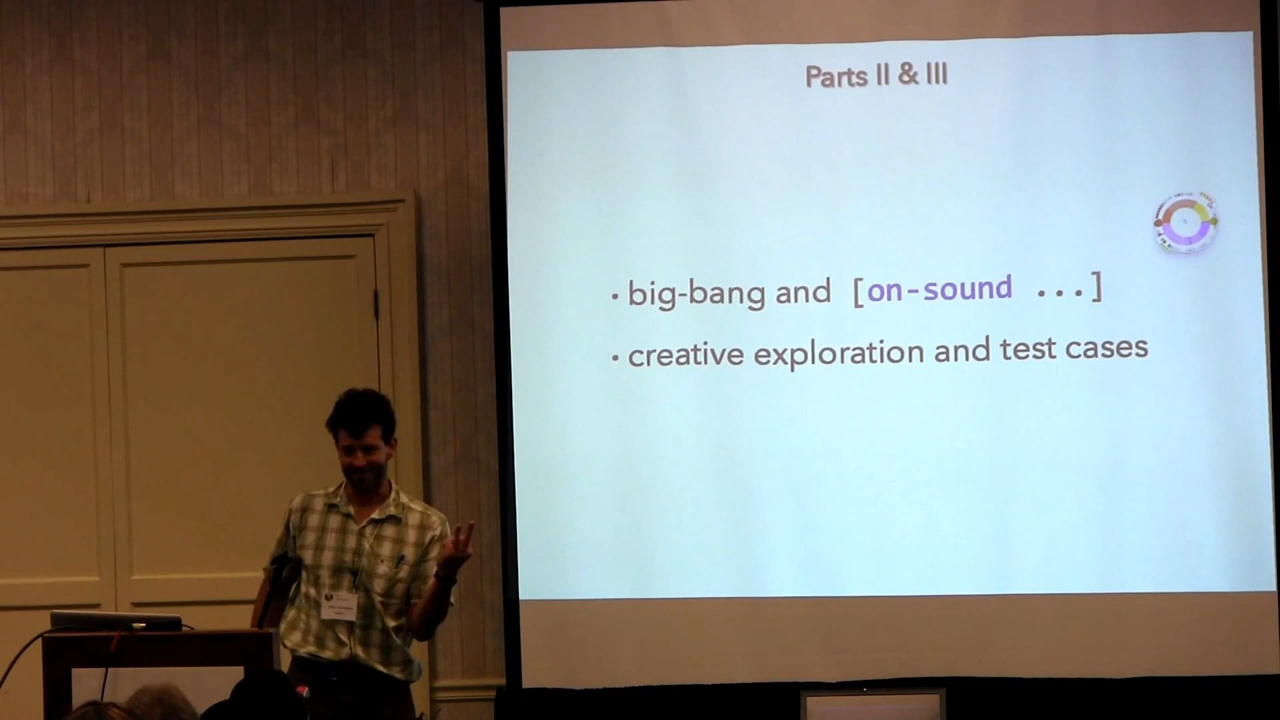 Parts II & III
• big-bang and [on-sound ...]
• creative exploration and test cases